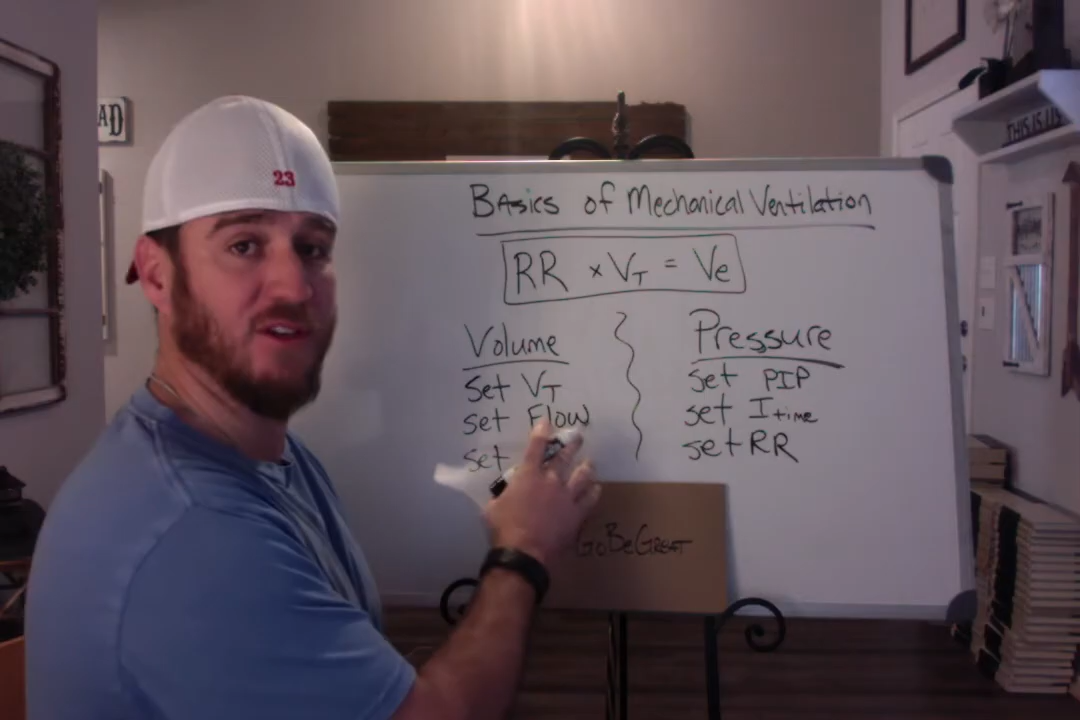 AD
23
THIS IS US
Basics of Mechanical Ventilation
RR × VT = Ve
Volume
set VT
set Flow
set
Pressure
set PIP
set Itime
set RR
GoBeGreat